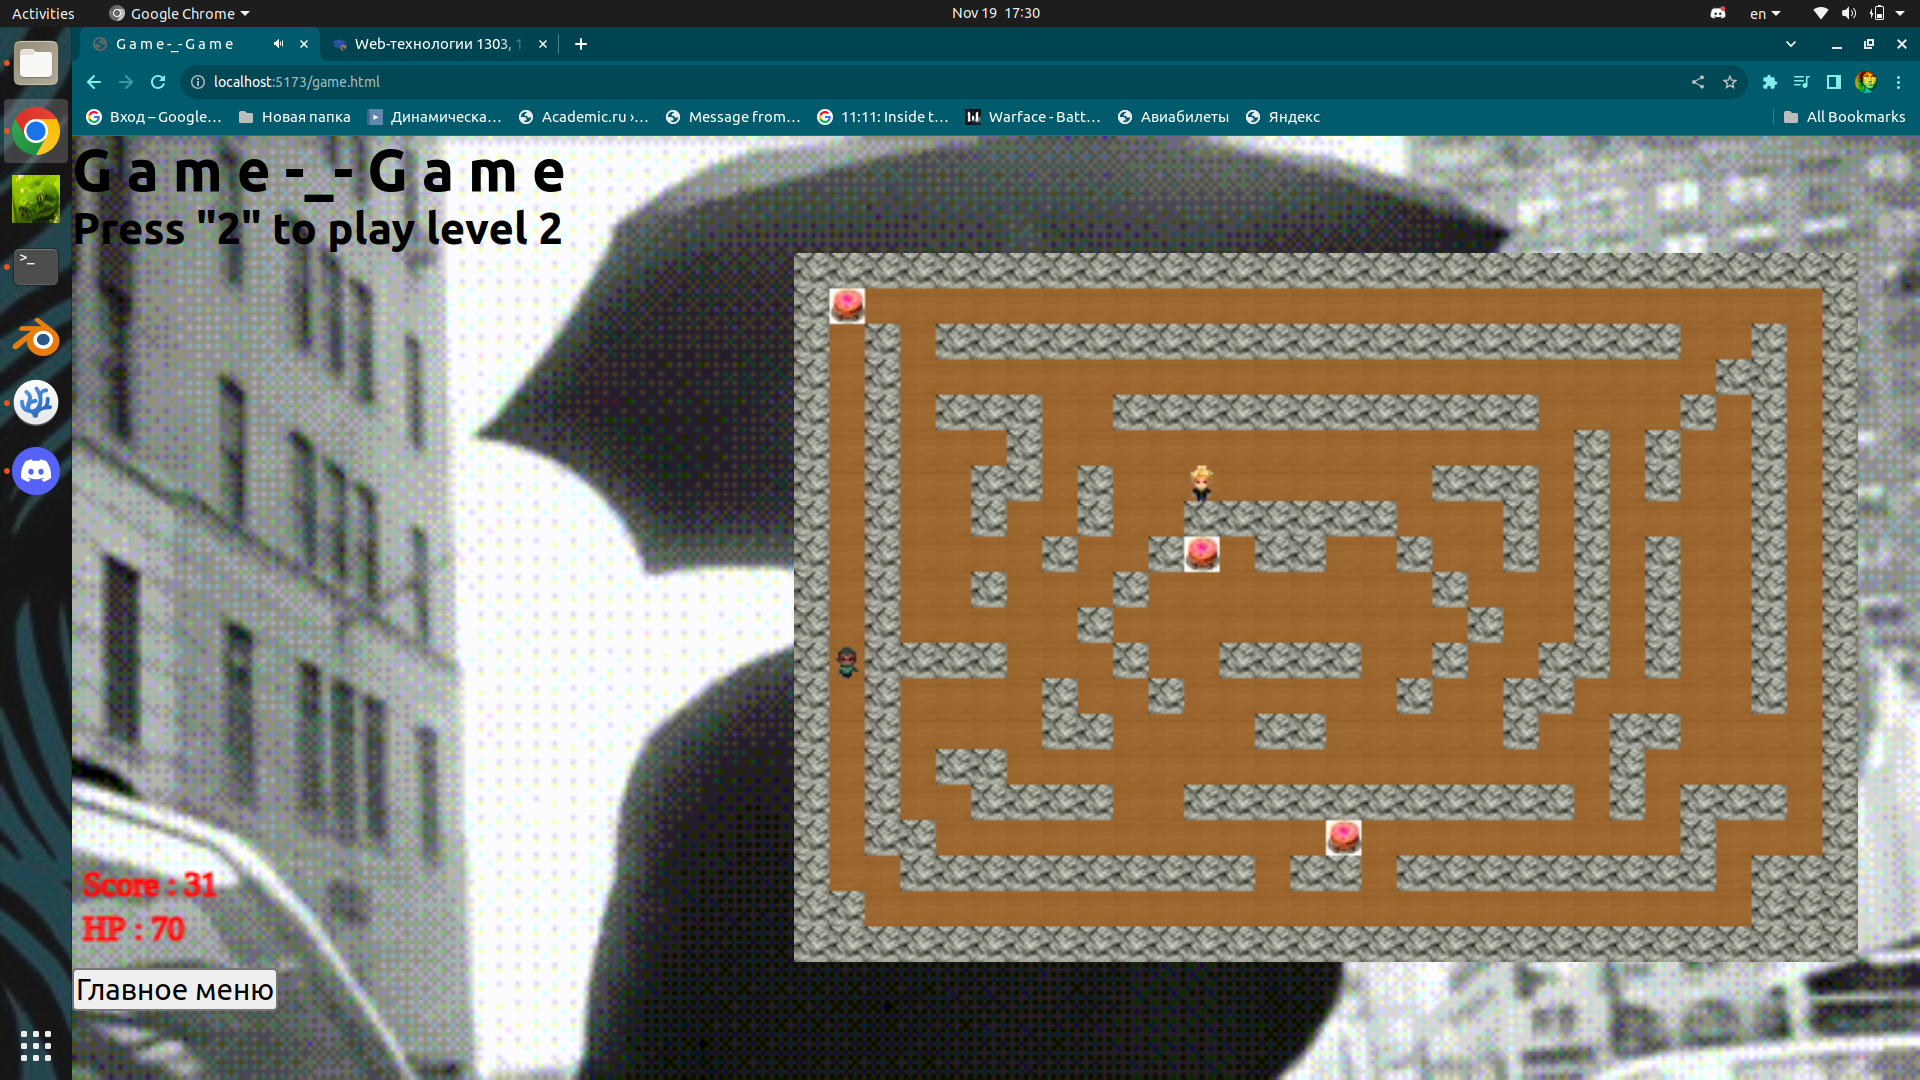 Activities
Google Chrome
Nov 19 17:30
en
G a m e -_- G a m e
Web-технологии 1303, 1
localhost:5173/game.html
Вход – Google…
Новая папка
Динамическа…
Academic.ru ›…
Message from…
11:11: Inside t…
Warface - Batt…
Авиабилеты
Яндекс
All Bookmarks
G a m e -_- G a m e
Press "2" to play level 2
Score : 31
HP : 70
Главное меню